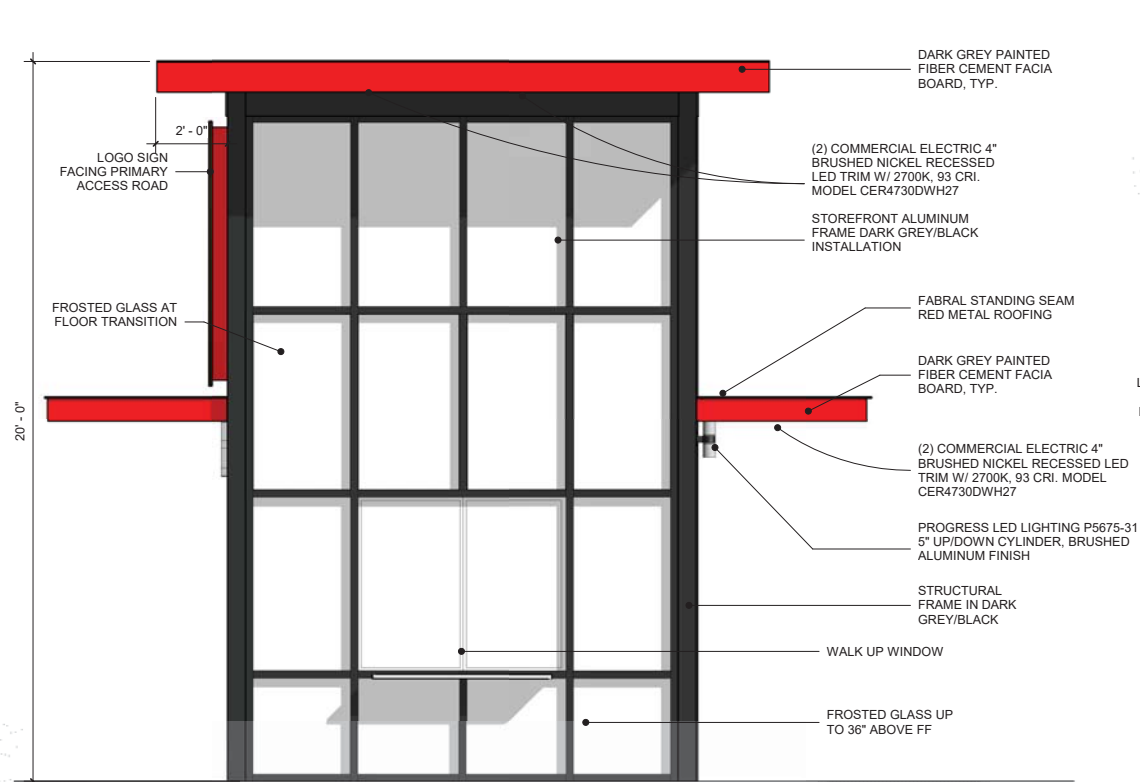 DARK GREY PAINTED
FIBER CEMENT FACIA
BOARD, TYP.
2' - 0"
LOGO SIGN
FACING PRIMARY
ACCESS ROAD
(2) COMMERCIAL ELECTRIC 4"
BRUSHED NICKEL RECESSED
LED TRIM W/ 2700K, 93 CRI.
MODEL CER4730DWH27
STOREFRONT ALUMINUM
FRAME DARK GREY/BLACK
INSTALLATION
FROSTED GLASS AT
FLOOR TRANSITION
FABRAL STANDING SEAM
RED METAL ROOFING
DARK GREY PAINTED
FIBER CEMENT FACIA
BOARD, TYP.
20' - 0"
(2) COMMERCIAL ELECTRIC 4"
BRUSHED NICKEL RECESSED LED
TRIM W/ 2700K, 93 CRI. MODEL
CER4730DWH27
PROGRESS LED LIGHTING P5675-31
5" UP/DOWN CYLINDER, BRUSHED
ALUMINUM FINISH
STRUCTURAL
FRAME IN DARK
GREY/BLACK
WALK UP WINDOW
FROSTED GLASS UP
TO 36" ABOVE FF